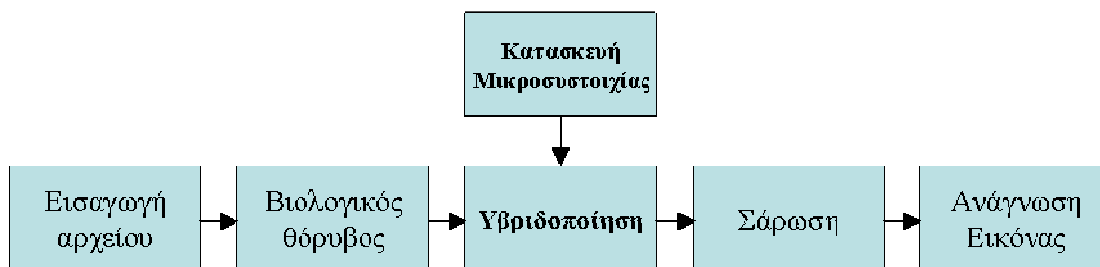 Κατασκευή
Μικροσυστοιχίας
Εισαγωγή
αρχείου
Βιολογικός
θόρυβος
Υβριδοποίηση
Σάρωση
Ανάγνωση
Εικόνας